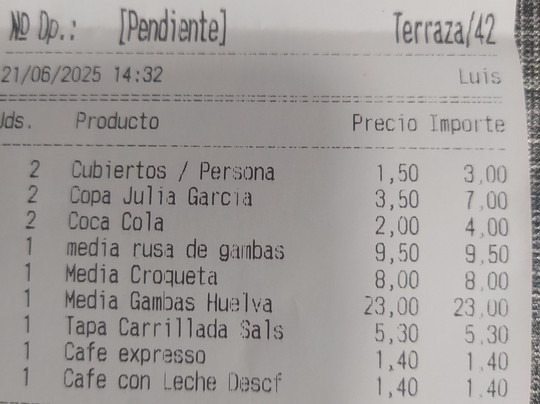 Nº Op.: [Pendiente] Terraza/42
21/06/2025 14:32 Luis
Uds. Producto Precio Importe
2 Cubiertos / Persona 1,50 3,00
2 Copa Julia Garcia 3,50 7,00
2 Coca Cola 2,00 4,00
1 media rusa de gambas 9,50 9,50
1 Media Croqueta 8,00 8,00
1 Media Gambas Huelva 23,00 23,00
1 Tapa Carrillada Sals 5,30 5,30
1 Cafe expresso 1,40 1,40
1 Cafe con Leche Descf 1,40 1,40